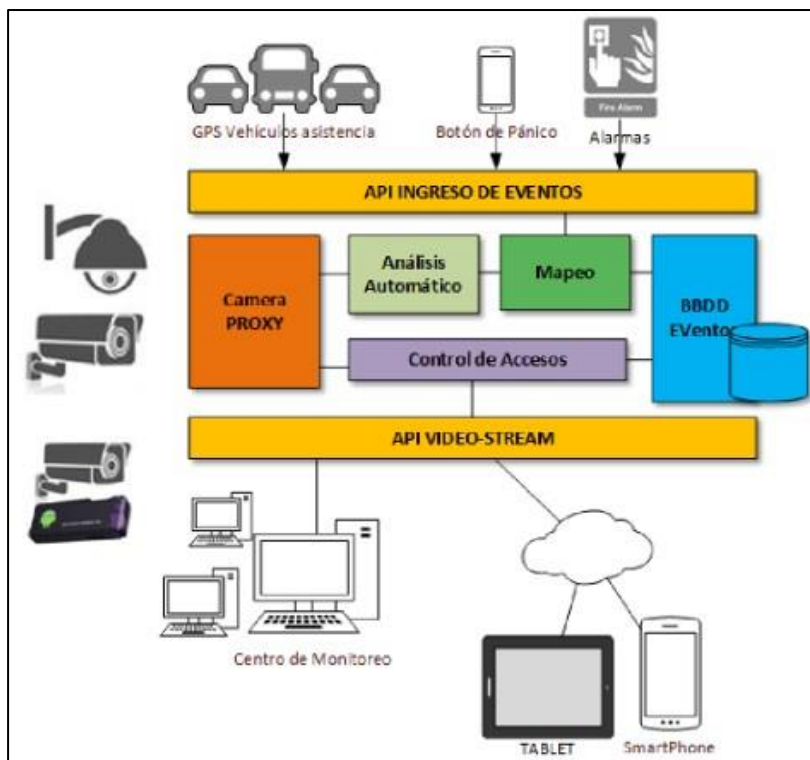 GPS Vehículos asistencia
Botón de Pánico
Fire Alarm
Alarmas
API INGRESO DE EVENTOS
Camera
PROXY
Análisis
Automático
Mapeo
BBDD
EVento
Control de Accesos
API VIDEO-STREAM
Centro de Monitoreo
TABLET
SmartPhone